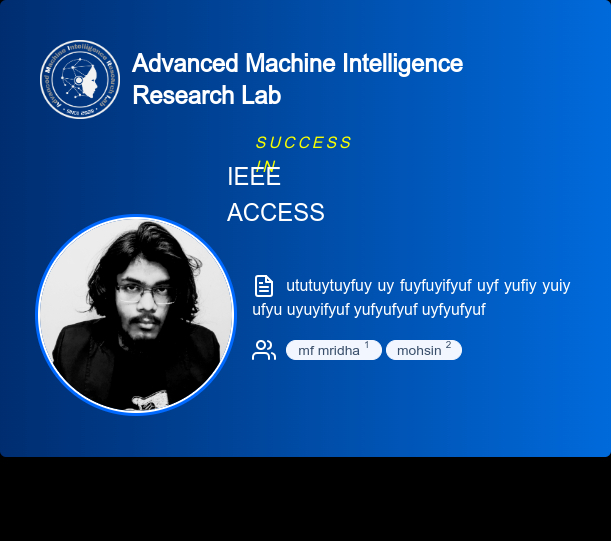 Advanced Machine Intelligence
Research Lab
SUCCESS
IN
IEEE
ACCESS
ututuytuyfuy uy fuyfuyifyuf uyf yufiy yuiy
ufyu uyuyifyuf yufyufyuf uyfyufyuf
mf mridha 1 mohsin 2